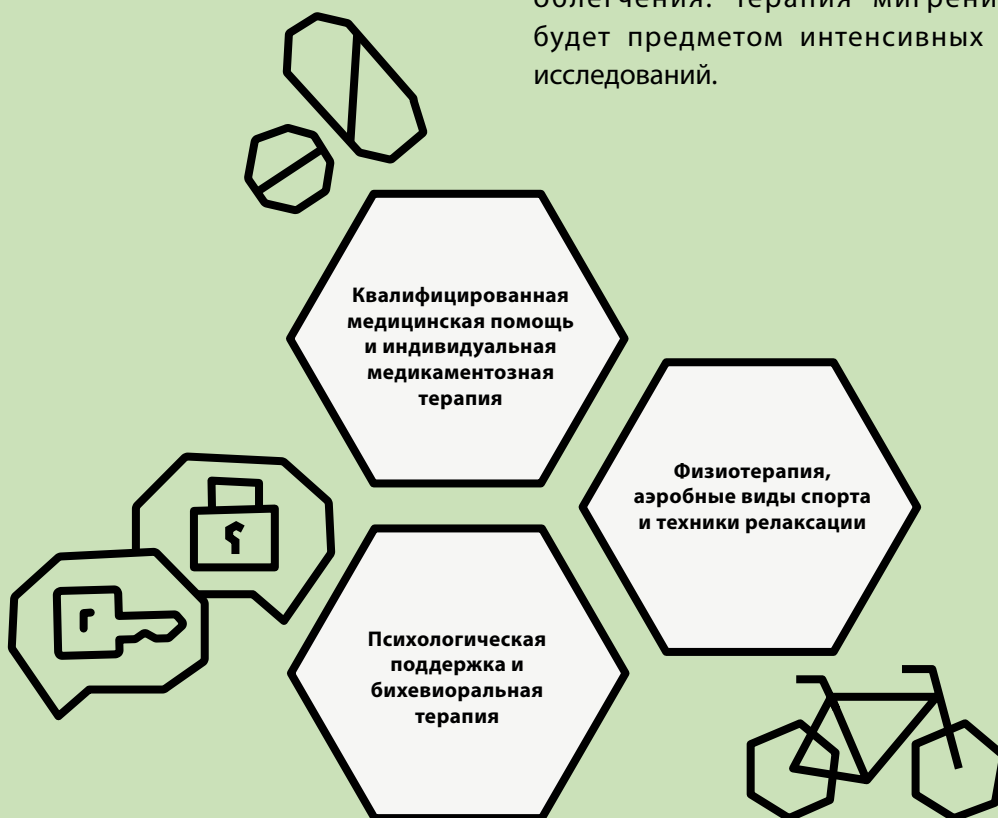 облегчения. Терапия мигрени
будет предметом интенсивных
исследований.
Квалифицированная
медицинская помощь
и индивидуальная
медикаментозная
терапия
Физиотерапия,
аэробные виды спорта
и техники релаксации
Психологическая
поддержка и
бихевиоральная
терапия